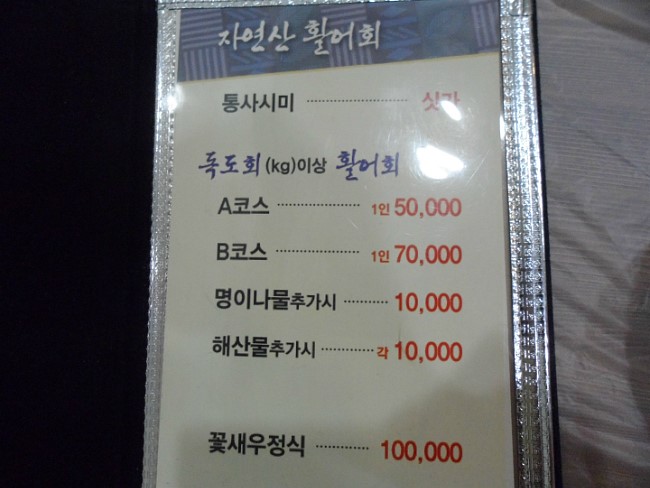 자연산 활어회
통사시미 ································ 싯가
독도회 (kg)이상 활어회
A코스 ························ 1인 50,000
B코스 ························ 1인 70,000
명이나물추가시 ··········· 10,000
해산물추가시 ············· 각 10,000
꽃새우정식 ·············· 100,000